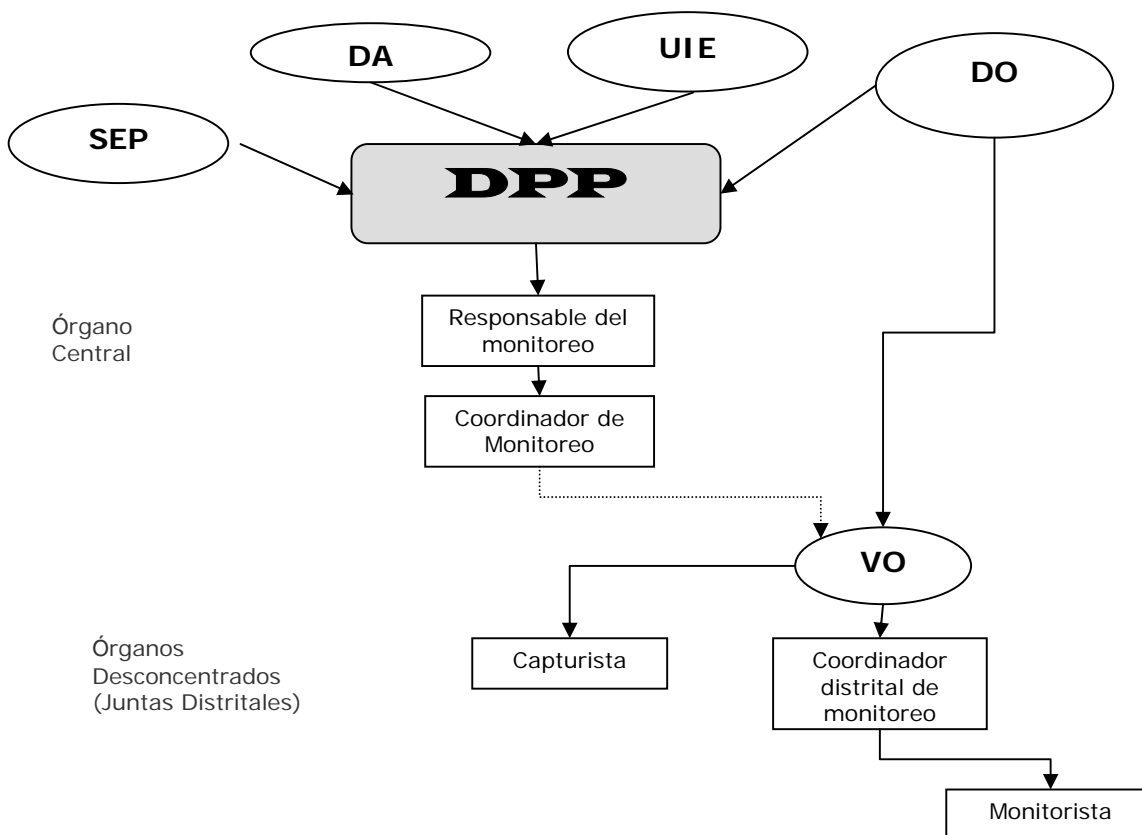 DA
UIE
DO
SEP
DPP
Órgano
Central
Responsable del
monitoreo
Coordinador de
Monitoreo
VO
Órganos
Desconcentrados
(Juntas Distritales)
Capturista
Coordinador
distrital de
monitoreo
Monitorista